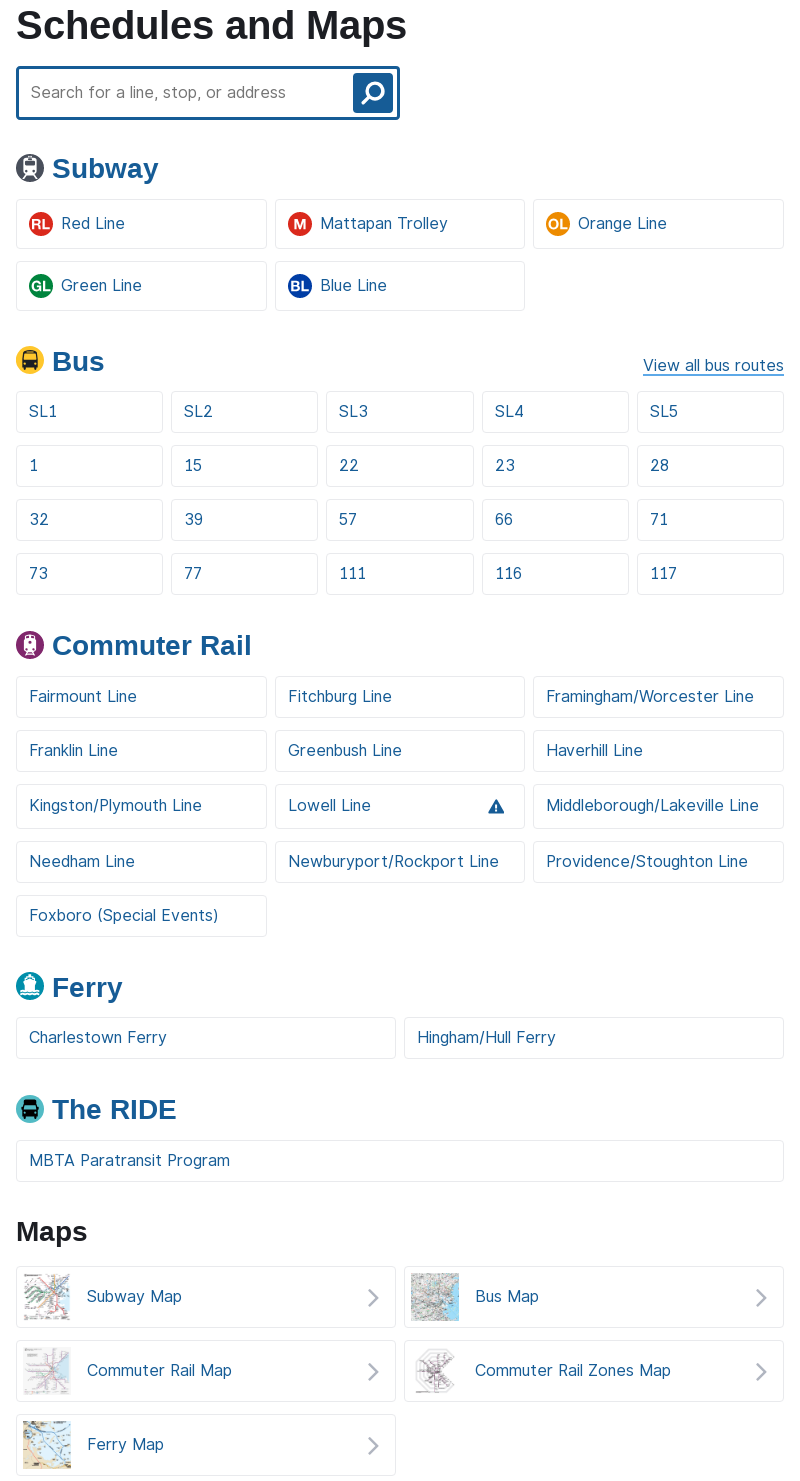 Schedules and Maps
Search for a line, stop, or address
Subway
RL Red Line
M Mattapan Trolley
OL Orange Line
GL Green Line
BL Blue Line
Bus
View all bus routes
SL1
SL2
SL3
SL4
SL5
1
15
22
23
28
32
39
57
66
71
73
77
111
116
117
Commuter Rail
Fairmount Line
Fitchburg Line
Framingham/Worcester Line
Franklin Line
Greenbush Line
Haverhill Line
Kingston/Plymouth Line
Lowell Line
Middleborough/Lakeville Line
Needham Line
Newburyport/Rockport Line
Providence/Stoughton Line
Foxboro (Special Events)
Ferry
Charlestown Ferry
Hingham/Hull Ferry
The RIDE
MBTA Paratransit Program
Maps
Subway Map
Bus Map
Commuter Rail Map
Commuter Rail Zones Map
Ferry Map